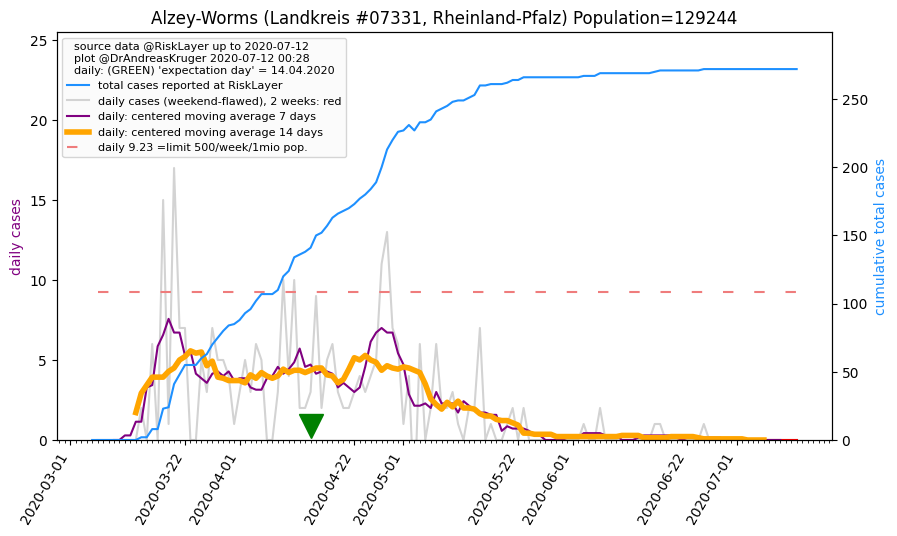 Alzey-Worms (Landkreis #07331, Rheinland-Pfalz) Population=129244
source data @RiskLayer up to 2020-07-12
plot @DrAndreasKruger 2020-07-12 00:28
daily: (GREEN) 'expectation day' = 14.04.2020
total cases reported at RiskLayer
daily cases (weekend-flawed), 2 weeks: red
daily: centered moving average 7 days
daily: centered moving average 14 days
daily 9.23 =limit 500/week/1mio pop.
daily cases
25
20
15
10
5
0
cumulative total cases
250
200
150
100
50
0
2020-03-01
2020-03-22
2020-04-01
2020-04-22
2020-05-01
2020-05-22
2020-06-01
2020-06-22
2020-07-01